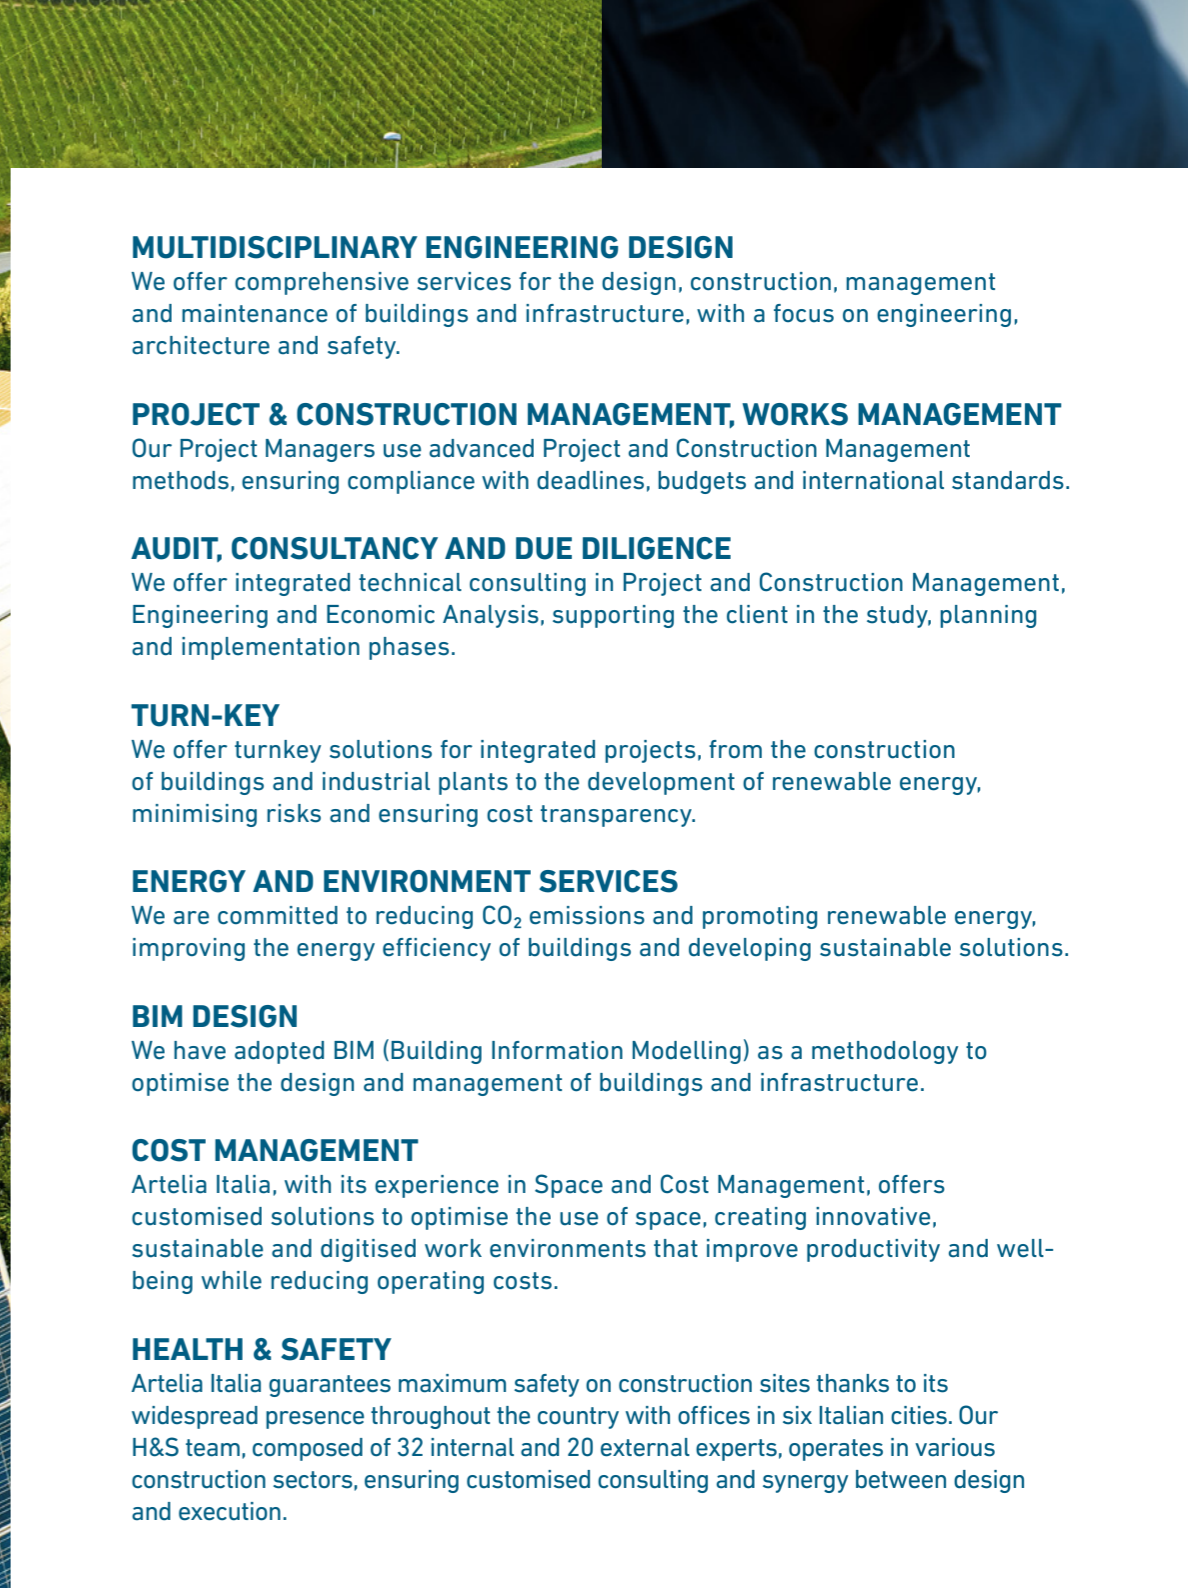 MULTIDISCIPLINARY ENGINEERING DESIGN
We offer comprehensive services for the design, construction, management
and maintenance of buildings and infrastructure, with a focus on engineering,
architecture and safety.
PROJECT & CONSTRUCTION MANAGEMENT, WORKS MANAGEMENT
Our Project Managers use advanced Project and Construction Management
methods, ensuring compliance with deadlines, budgets and international standards.
AUDIT, CONSULTANCY AND DUE DILIGENCE
We offer integrated technical consulting in Project and Construction Management,
Engineering and Economic Analysis, supporting the client in the study, planning
and implementation phases.
TURN-KEY
We offer turnkey solutions for integrated projects, from the construction
of buildings and industrial plants to the development of renewable energy,
minimising risks and ensuring cost transparency.
ENERGY AND ENVIRONMENT SERVICES
We are committed to reducing CO₂ emissions and promoting renewable energy,
improving the energy efficiency of buildings and developing sustainable solutions.
BIM DESIGN
We have adopted BIM (Building Information Modelling) as a methodology to
optimise the design and management of buildings and infrastructure.
COST MANAGEMENT
Artelia Italia, with its experience in Space and Cost Management, offers
customised solutions to optimise the use of space, creating innovative,
sustainable and digitised work environments that improve productivity and well-
being while reducing operating costs.
HEALTH & SAFETY
Artelia Italia guarantees maximum safety on construction sites thanks to its
widespread presence throughout the country with offices in six Italian cities. Our
H&S team, composed of 32 internal and 20 external experts, operates in various
construction sectors, ensuring customised consulting and synergy between design
and execution.